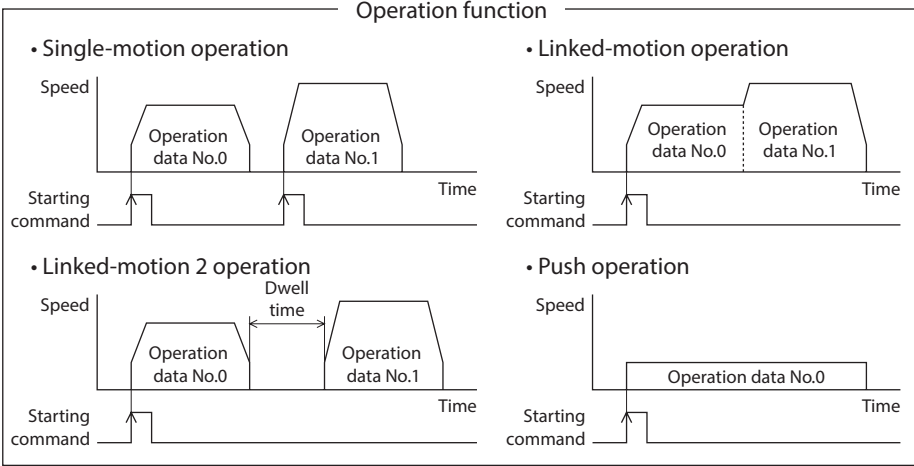 Operation function
• Single-motion operation
Speed
Operation
data No.0
Operation
data No.1
Time
Starting
command
• Linked-motion operation
Speed
Operation
data No.0
Operation
data No.1
Time
Starting
command
• Linked-motion 2 operation
Speed
Dwell
time
Operation
data No.0
Operation
data No.1
Time
Starting
command
• Push operation
Speed
Operation data No.0
Time
Starting
command